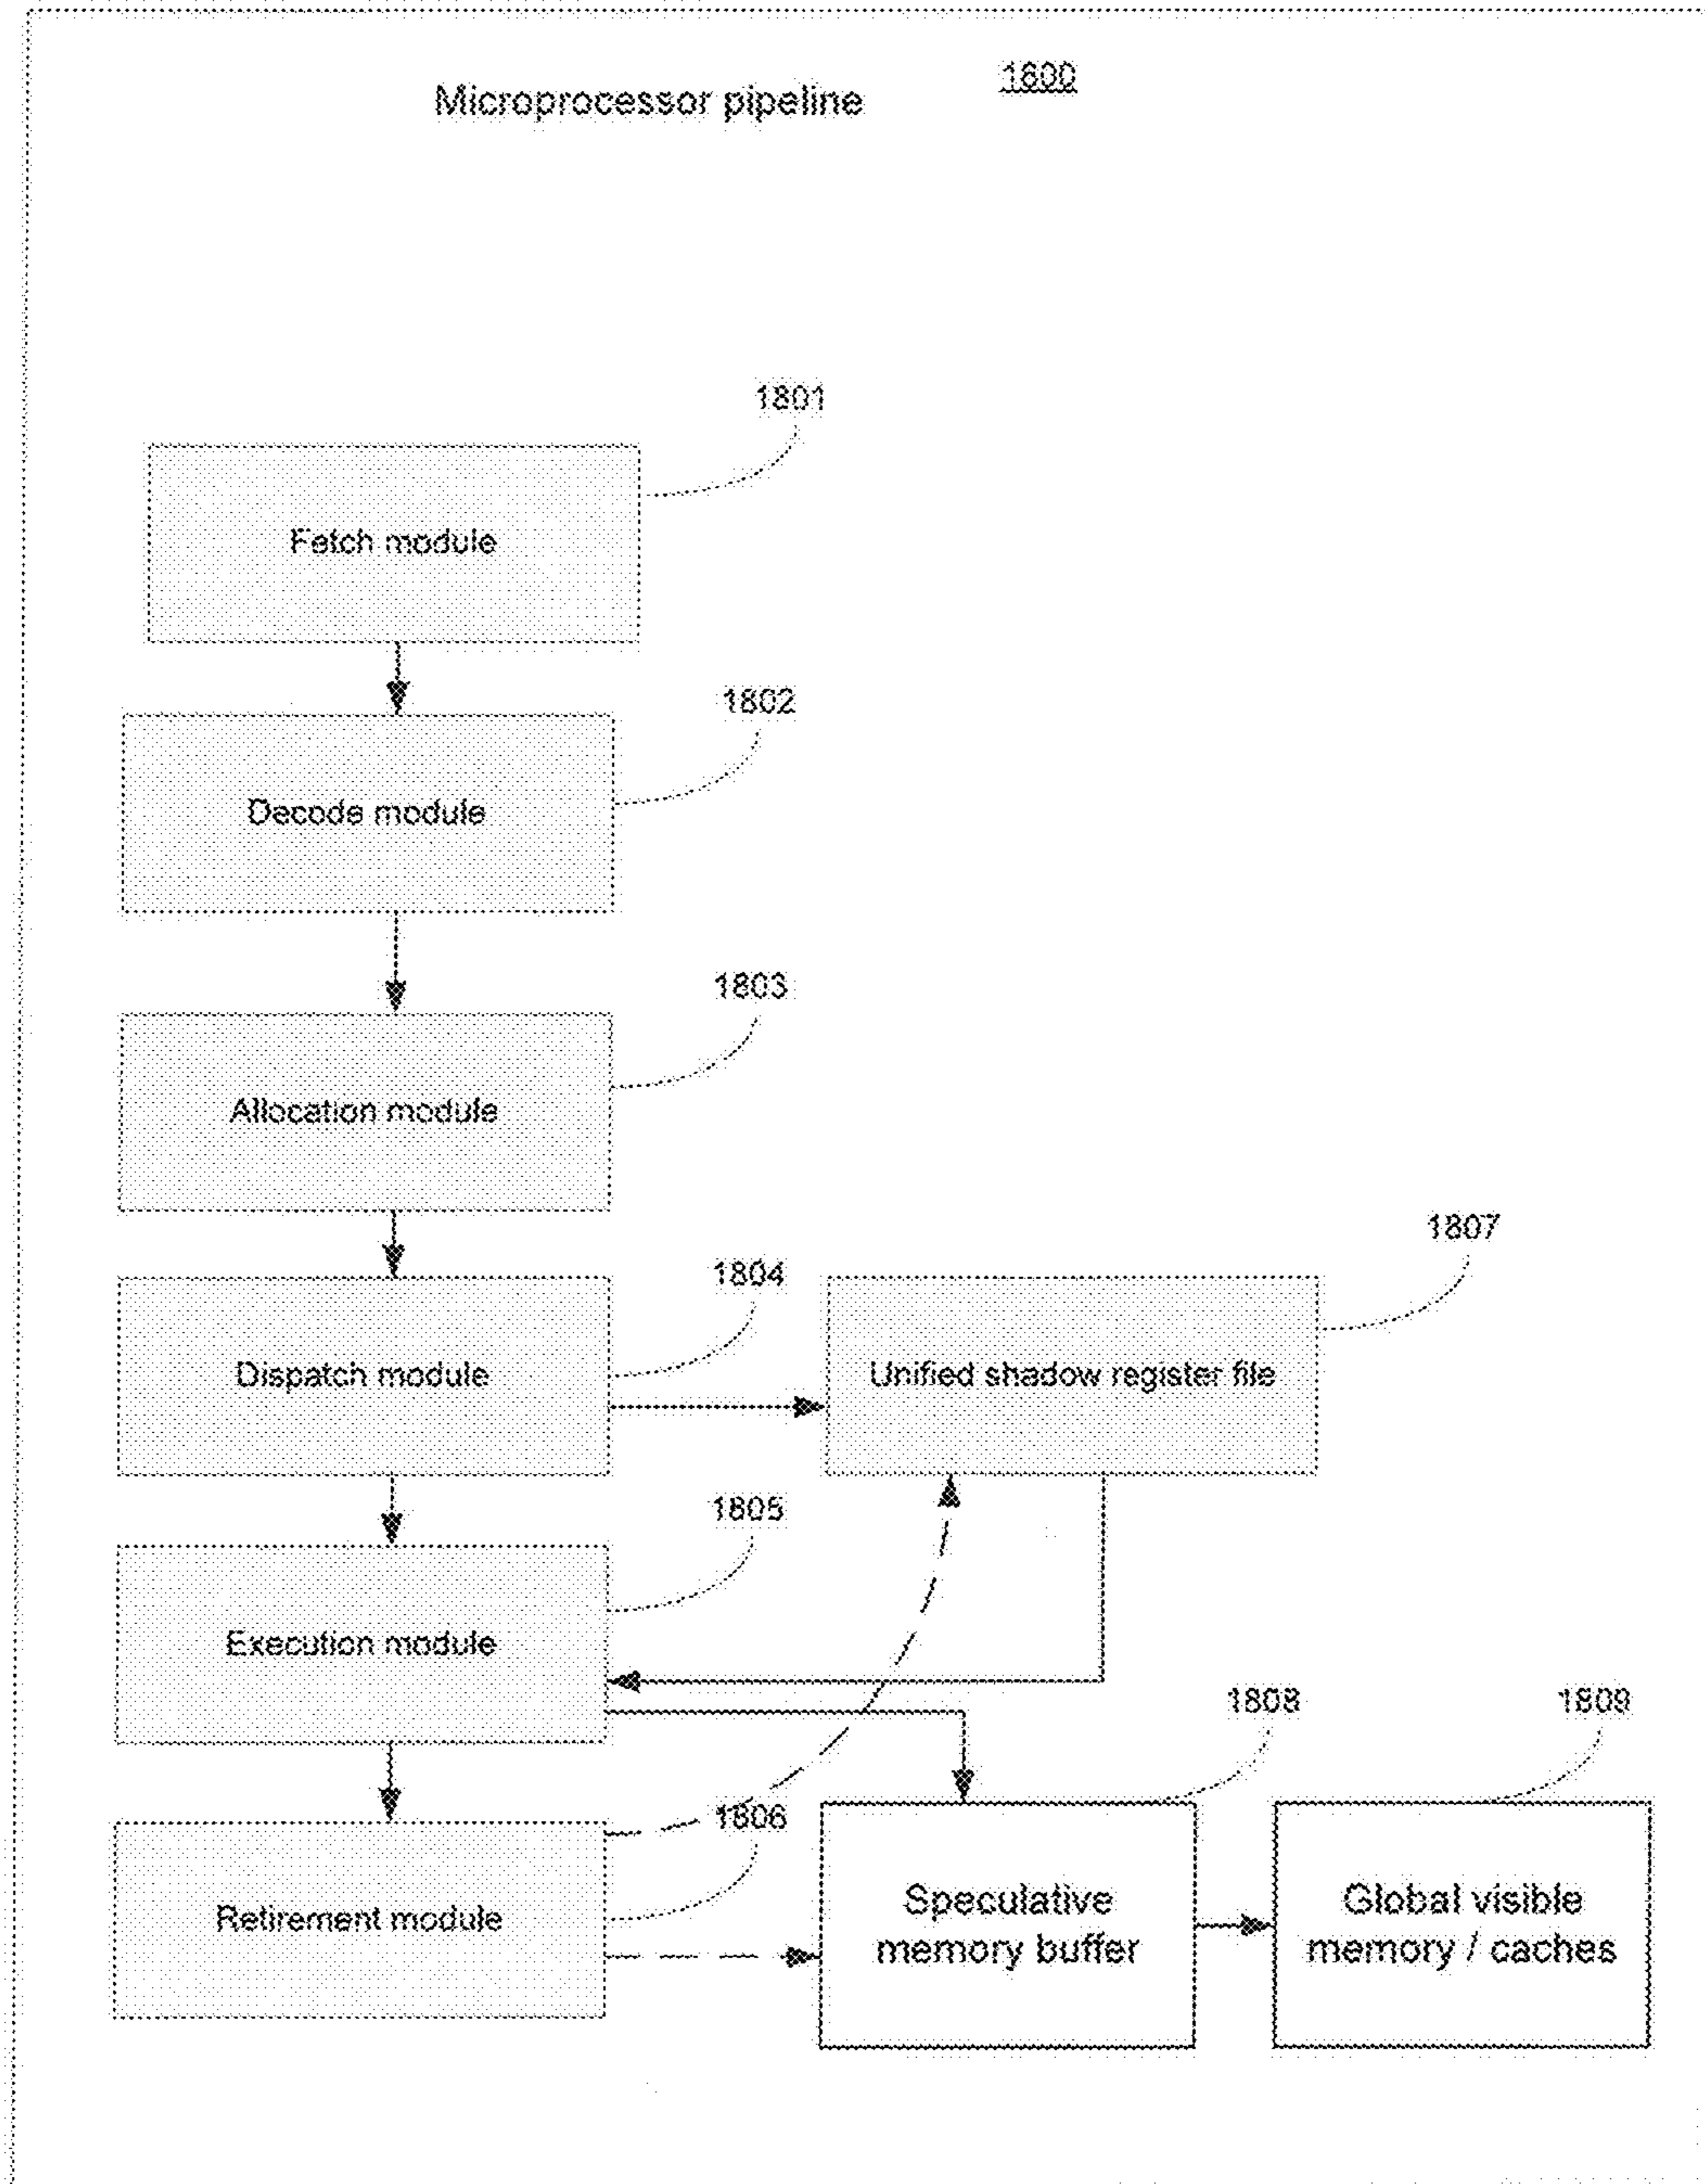 Microprocessor pipeline
1800
1801
Fetch module
1802
Decode module
1803
Allocation module
1807
1804
Dispatch module
Unified shadow register file
1805
Execution module
1808
1809
1806
Retirement module
Speculative
memory buffer
Global visible
memory / caches